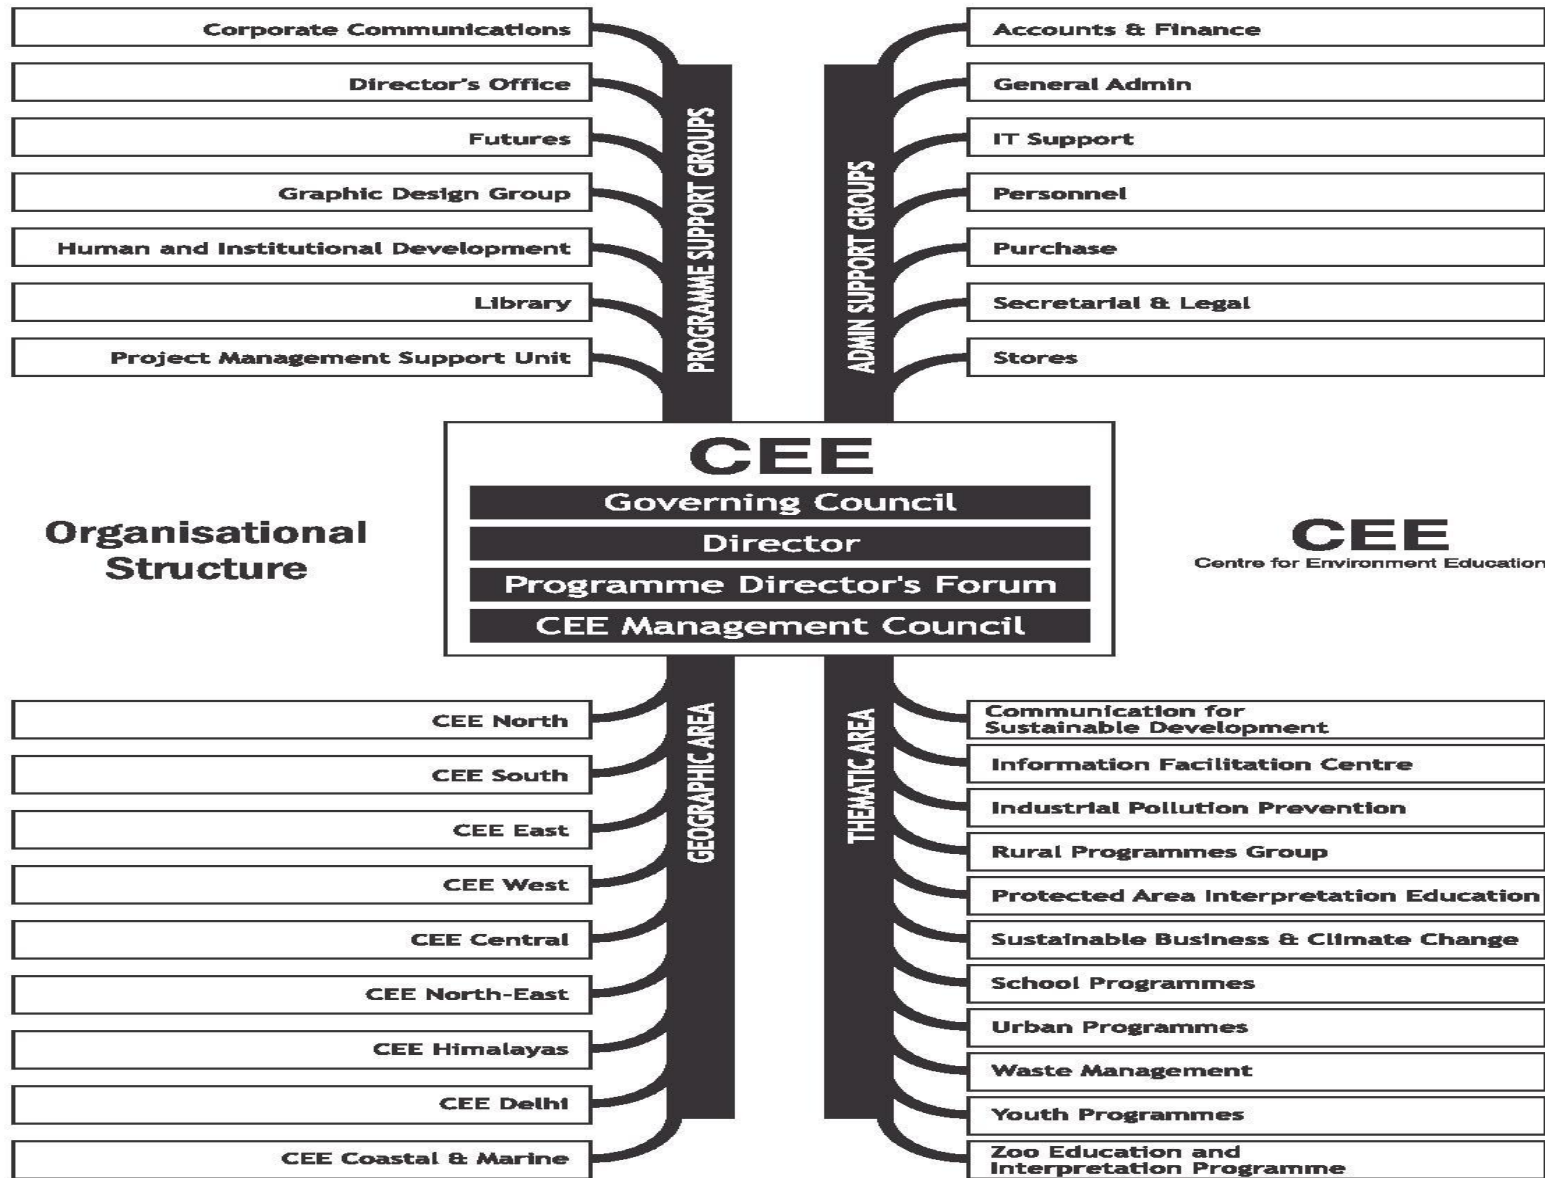 Corporate Communications
Director's Office
Futures
Graphic Design Group
Human and Institutional Development
Library
Project Management Support Unit
PROGRAMME SUPPORT GROUPS
ADMIN SUPPORT GROUPS
Accounts & Finance
General Admin
IT Support
Personnel
Purchase
Secretarial & Legal
Stores
Organisational
Structure
CEE
Governing Council
Director
Programme Director's Forum
CEE Management Council
CEE
Centre for Environment Education
CEE North
CEE South
CEE East
CEE West
CEE Central
CEE North-East
CEE Himalayas
CEE Delhi
CEE Coastal & Marine
GEOGRAPHIC AREA
THEMATIC AREA
Communication for
Sustainable Development
Information Facilitation Centre
Industrial Pollution Prevention
Rural Programmes Group
Protected Area Interpretation Education
Sustainable Business & Climate Change
School Programmes
Urban Programmes
Waste Management
Youth Programmes
Zoo Education and
Interpretation Programme